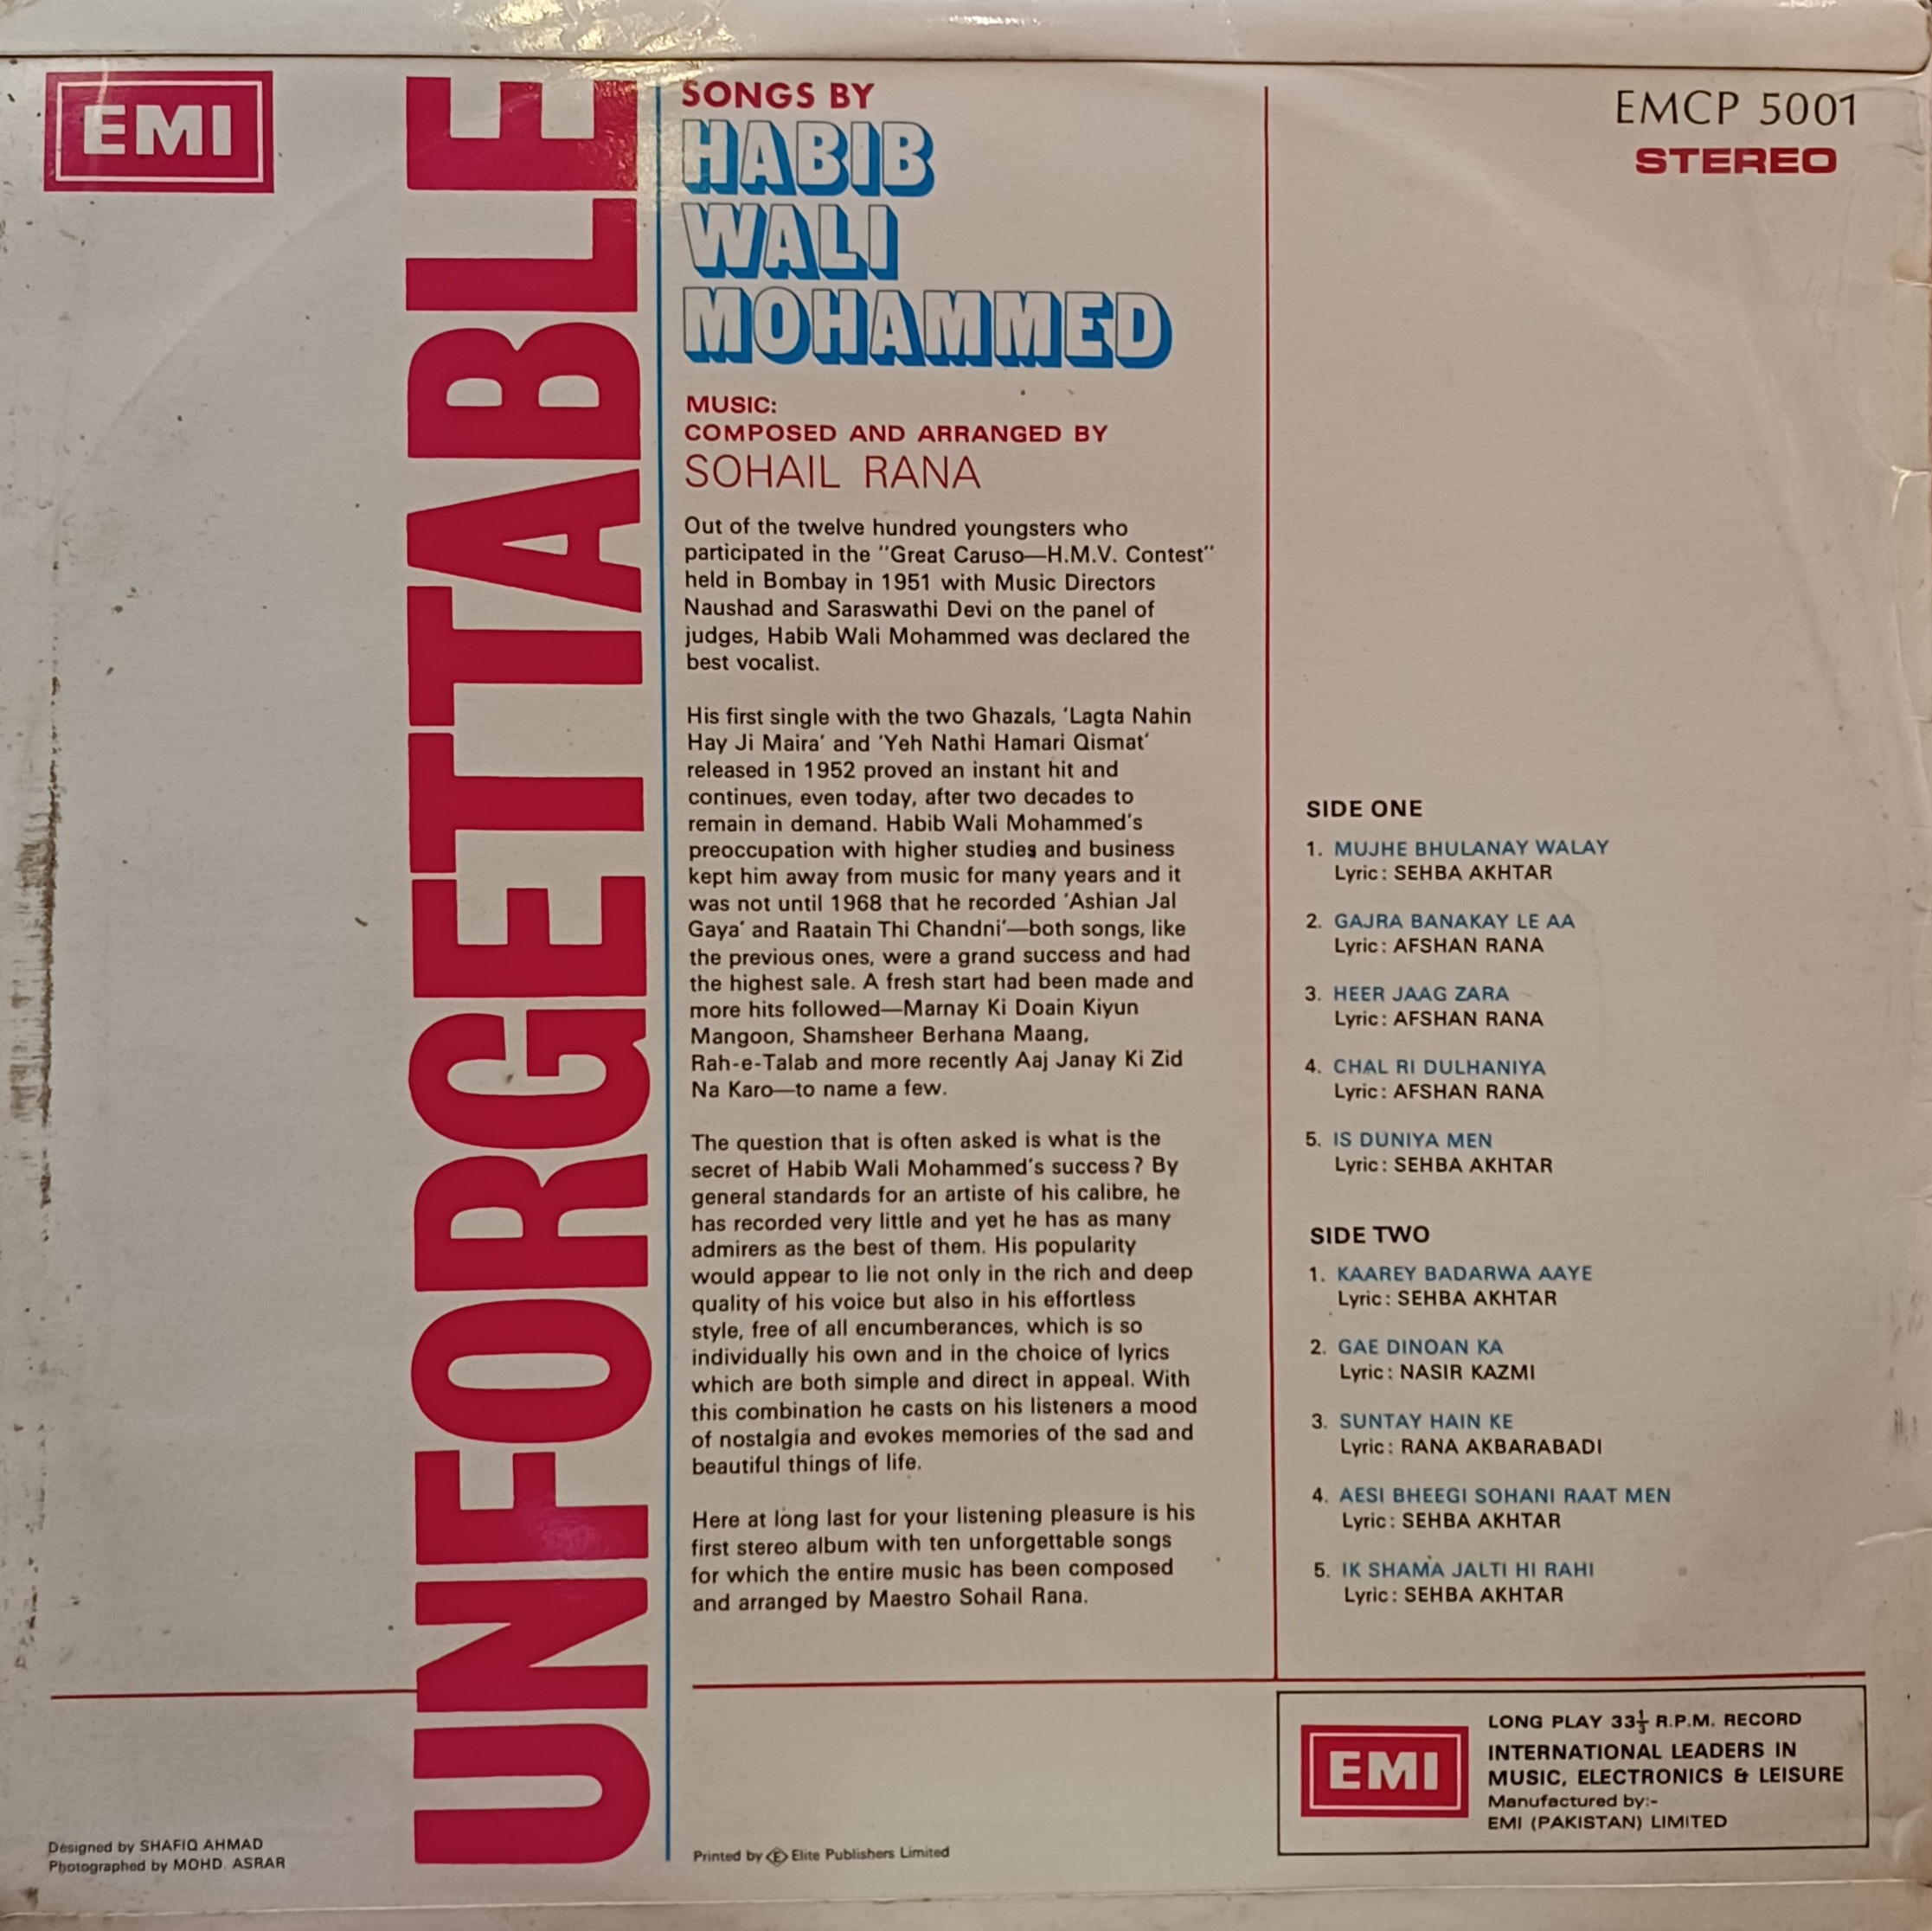 EMI
UNFORGETTABLE
SONGS BY
HABIB
WALI
MOHAMMED
MUSIC:
COMPOSED AND ARRANGED BY
SOHAIL RANA
Out of the twelve hundred youngsters who
participated in the "Great Caruso—H.M.V. Contest"
held in Bombay in 1951 with Music Directors
Naushad and Saraswathi Devi on the panel of
judges, Habib Wali Mohammed was declared the
best vocalist.
His first single with the two Ghazals, 'Lagta Nahin
Hay Ji Maira' and 'Yeh Nathi Hamari Qismat'
released in 1952 proved an instant hit and
continues, even today, after two decades to
remain in demand. Habib Wali Mohammed's
preoccupation with higher studies and business
kept him away from music for many years and it
was not until 1968 that he recorded 'Ashian Jal
Gaya' and Raatain Thi Chandni'—both songs, like
the previous ones, were a grand success and had
the highest sale. A fresh start had been made and
more hits followed—Marnay Ki Doain Kiyun
Mangoon, Shamsheer Berhana Maang,
Rah-e-Talab and more recently Aaj Janay Ki Zid
Na Karo—to name a few.
The question that is often asked is what is the
secret of Habib Wali Mohammed's success? By
general standards for an artiste of his calibre, he
has recorded very little and yet he has as many
admirers as the best of them. His popularity
would appear to lie not only in the rich and deep
quality of his voice but also in his effortless
style, free of all encumberances, which is so
individually his own and in the choice of lyrics
which are both simple and direct in appeal. With
this combination he casts on his listeners a mood
of nostalgia and evokes memories of the sad and
beautiful things of life.
Here at long last for your listening pleasure is his
first stereo album with ten unforgettable songs
for which the entire music has been composed
and arranged by Maestro Sohail Rana.
EMCP 5001
STEREO
SIDE ONE
1. MUJHE BHULANAY WALAY
Lyric: SEHBA AKHTAR
2. GAJRA BANAKAY LE AA
Lyric: AFSHAN RANA
3. HEER JAAG ZARA
Lyric: AFSHAN RANA
4. CHAL RI DULHANIYA
Lyric: AFSHAN RANA
5. IS DUNIYA MEN
Lyric: SEHBA AKHTAR
SIDE TWO
1. KAAREY BADARWA AAYE
Lyric: SEHBA AKHTAR
2. GAE DINOAN KA
Lyric: NASIR KAZMI
3. SUNTAY HAIN KE
Lyric: RANA AKBARABADI
4. AESI BHEEGI SOHANI RAAT MEN
Lyric: SEHBA AKHTAR
5. IK SHAMA JALTI HI RAHI
Lyric: SEHBA AKHTAR
Designed by SHAFIQ AHMAD
Photographed by MOHD. ASRAR
Printed by E Elite Publishers Limited
EMI
LONG PLAY 33⅓ R.P.M. RECORD
INTERNATIONAL LEADERS IN
MUSIC, ELECTRONICS & LEISURE
Manufactured by:-
EMI (PAKISTAN) LIMITED